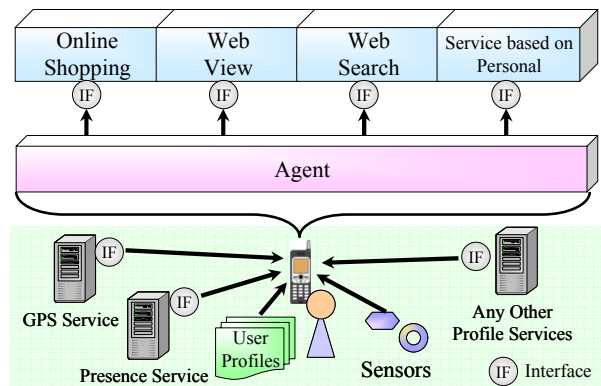 Online
Shopping
Web
View
Web
Search
Service based on
Personal
IF
IF
IF
IF
Agent
IF
GPS Service
IF
Presence Service
User
Profiles
Sensors
IF
Any Other
Profile Services
IF Interface